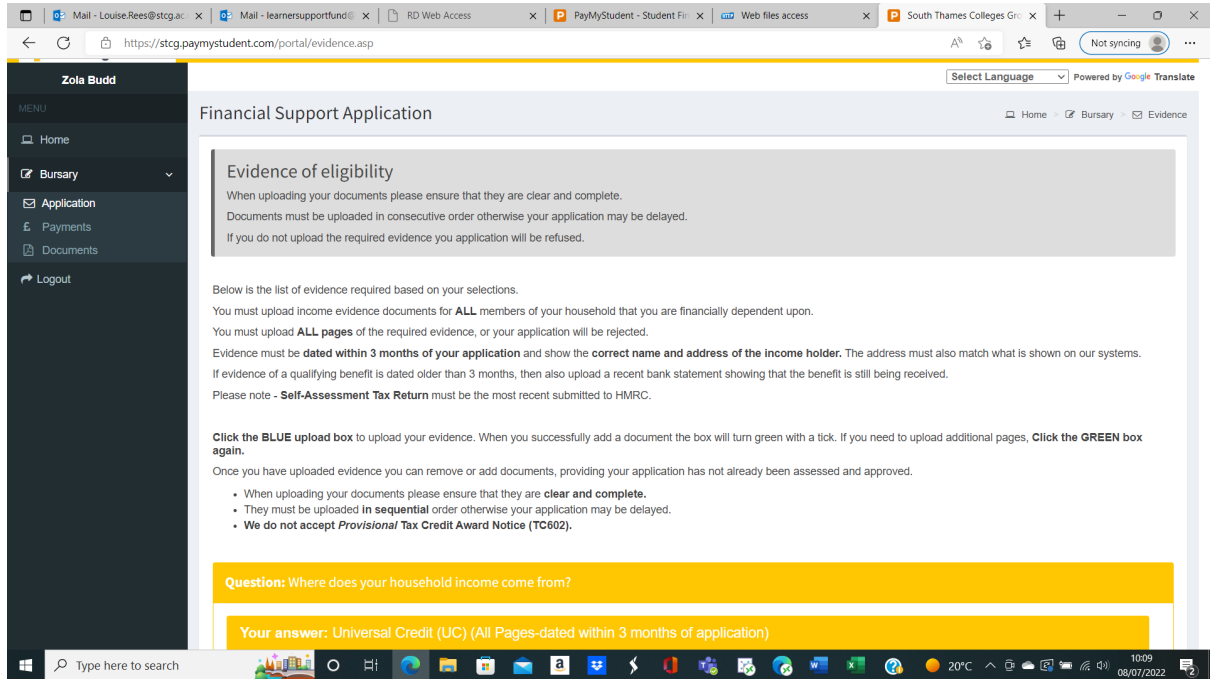 Mail - Louise.Rees@stcg.ac.
Mail - learnersupportfund@
RD Web Access
PayMyStudent - Student Fin
Web files access
South Thames Colleges Gro
https://stcg.paymystudent.com/portal/evidence.asp
Not syncing
Zola Budd
Select Language
Powered by Google Translate
MENU
Financial Support Application
Home > Bursary > Evidence
Home
Bursary
Application
£ Payments
Documents
Logout
Evidence of eligibility
When uploading your documents please ensure that they are clear and complete.
Documents must be uploaded in consecutive order otherwise your application may be delayed.
If you do not upload the required evidence you application will be refused.
Below is the list of evidence required based on your selections.
You must upload income evidence documents for ALL members of your household that you are financially dependent upon.
You must upload ALL pages of the required evidence, or your application will be rejected.
Evidence must be dated within 3 months of your application and show the correct name and address of the income holder. The address must also match what is shown on our systems.
If evidence of a qualifying benefit is dated older than 3 months, then also upload a recent bank statement showing that the benefit is still being received.
Please note - Self-Assessment Tax Return must be the most recent submitted to HMRC.
Click the BLUE upload box to upload your evidence. When you successfully add a document the box will turn green with a tick. If you need to upload additional pages, Click the GREEN box
again.
Once you have uploaded evidence you can remove or add documents, providing your application has not already been assessed and approved.
• When uploading your documents please ensure that they are clear and complete.
• They must be uploaded in sequential order otherwise your application may be delayed.
• We do not accept Provisional Tax Credit Award Notice (TC602).
Question: Where does your household income come from?
Your answer: Universal Credit (UC) (All Pages-dated within 3 months of application)
Type here to search
20°C
10:09
08/07/2022